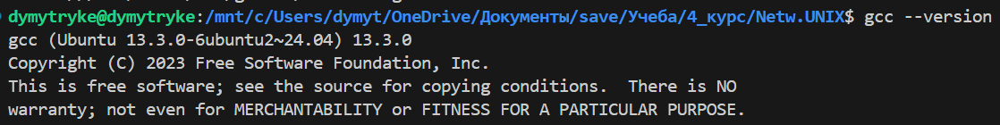 dymytryke@dymytryke:/mnt/c/Users/dymyt/OneDrive/Документы/save/Учеба/4_курс/Netw.UNIX$ gcc --version
gcc (Ubuntu 13.3.0-6ubuntu2~24.04) 13.3.0
Copyright (C) 2023 Free Software Foundation, Inc.
This is free software; see the source for copying conditions.  There is NO
warranty; not even for MERCHANTABILITY or FITNESS FOR A PARTICULAR PURPOSE.